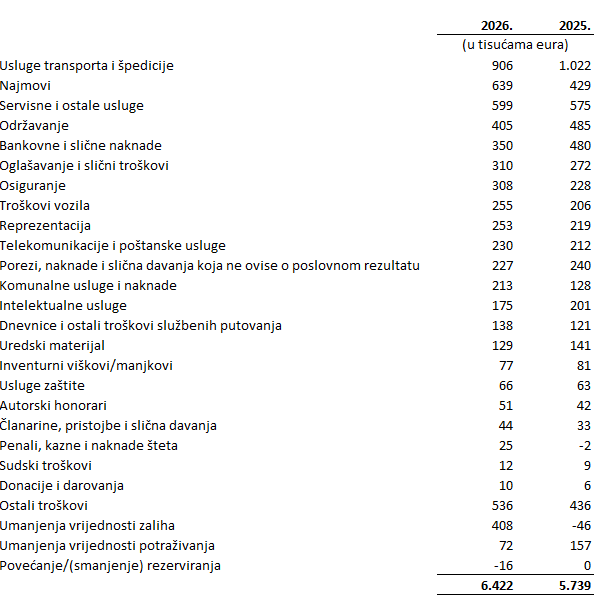 2026. 2025.
(u tisućama eura)
Usluge transporta i špedicije 906 1.022
Najmovi 639 429
Servisne i ostale usluge 599 575
Održavanje 405 485
Bankovne i slične naknade 350 480
Oglašavanje i slični troškovi 310 272
Osiguranje 308 228
Troškovi vozila 255 206
Reprezentacija 253 219
Telekomunikacije i poštanske usluge 230 212
Porezi, naknade i slična davanja koja ne ovise o poslovnom rezultatu 227 240
Komunalne usluge i naknade 213 128
Intelektualne usluge 175 201
Dnevnice i ostali troškovi službenih putovanja 138 121
Uredski materijal 129 141
Inventurni viškovi/manjkovi 77 81
Usluge zaštite 66 63
Autorski honorari 51 42
Članarine, pristojbe i slična davanja 44 33
Penali, kazne i naknade šteta 25 -2
Sudski troškovi 12 9
Donacije i darovanja 10 6
Ostali troškovi 536 436
Umanjenja vrijednosti zaliha 408 -46
Umanjenja vrijednosti potraživanja 72 157
Povećanje/(smanjenje) rezerviranja -16 0
6.422 5.739